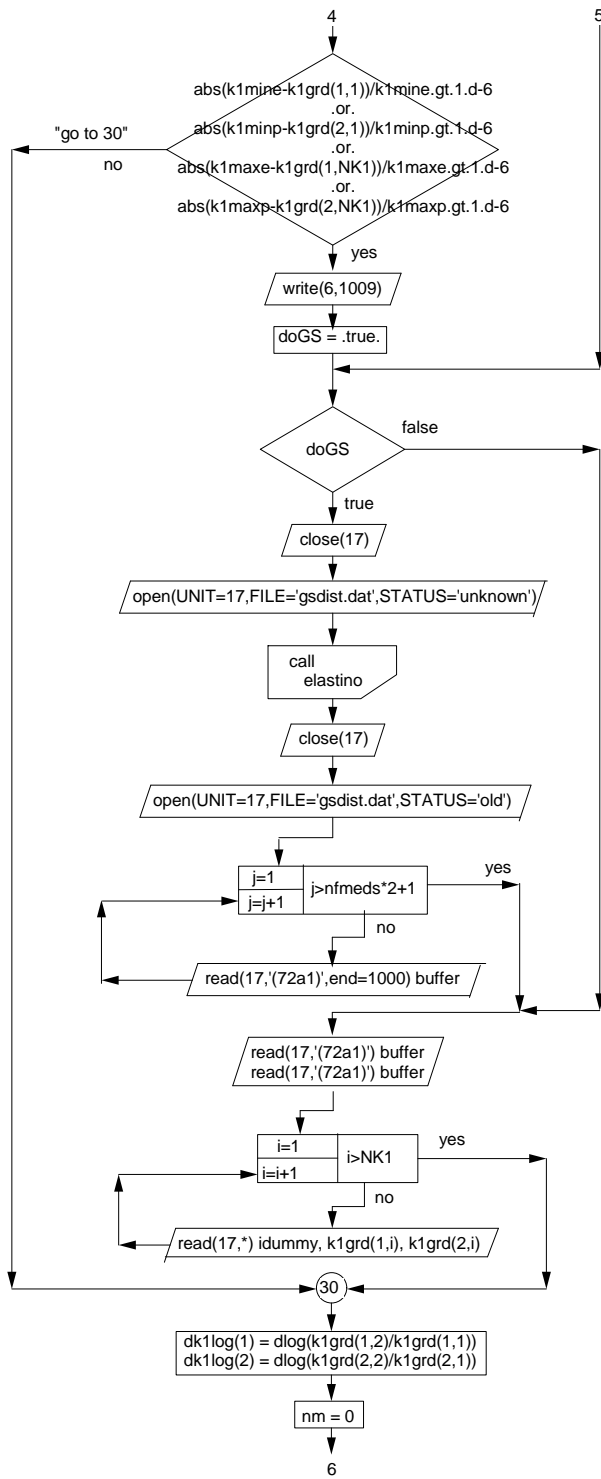 4
5
abs(k1mine-k1grd(1,1))/k1mine.gt.1.d-6
.or.
abs(k1minp-k1grd(2,1))/k1minp.gt.1.d-6
.or.
abs(k1maxe-k1grd(1,NK1))/k1maxe.gt.1.d-6
.or.
abs(k1maxp-k1grd(2,NK1))/k1maxp.gt.1.d-6
"go to 30"
no
yes
write(6,1009)
doGS = .true.
doGS
false
true
close(17)
open(UNIT=17,FILE='gsdist.dat',STATUS='unknown')
call
elastino
close(17)
open(UNIT=17,FILE='gsdist.dat',STATUS='old')
j=1
j=j+1
j>nfmeds*2+1
yes
no
read(17,'(72a1)',end=1000) buffer
read(17,'(72a1)') buffer
read(17,'(72a1)') buffer
i=1
i=i+1
i>NK1
yes
no
read(17,*) idummy, k1grd(1,i), k1grd(2,i)
30
dk1log(1) = dlog(k1grd(1,2)/k1grd(1,1))
dk1log(2) = dlog(k1grd(2,2)/k1grd(2,1))
nm = 0
6